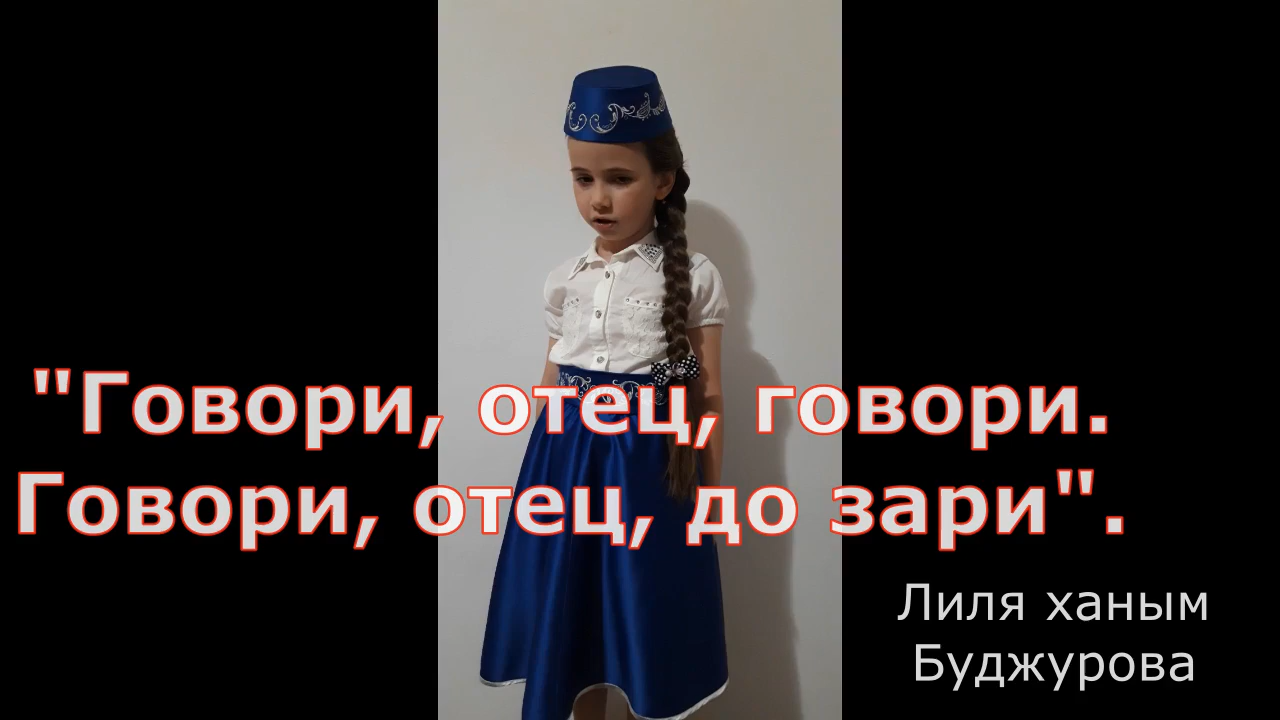 "Говори, отец, говори.
Говори, отец, до зари".
Лиля ханым
Буджурова